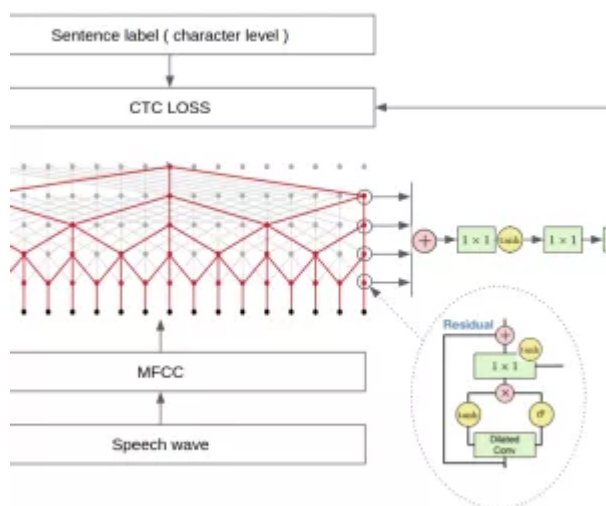 Sentence label ( character level )
CTC LOSS
1 × 1
tanh
1 × 1
Residual
tanh
1 × 1
tanh
σ
Dilated
Conv
MFCC
Speech wave